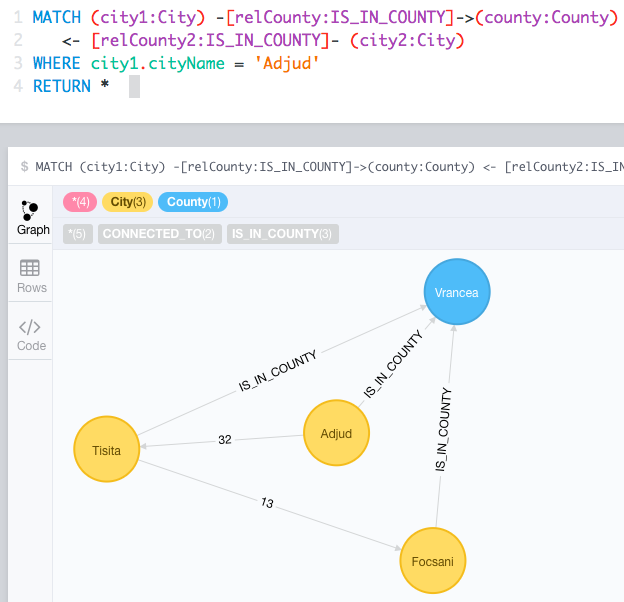 1 MATCH (city1:City) -[relCounty:IS_IN_COUNTY]->(county:County)
2 <- [relCounty2:IS_IN_COUNTY]- (city2:City)
3 WHERE city1.cityName = 'Adjud'
4 RETURN *
$ MATCH (city1:City) -[relCounty:IS_IN_COUNTY]->(county:County) <- [relCounty2:IS_IN
*(4) City(3) County(1)
Graph
*(5) CONNECTED_TO(2) IS_IN_COUNTY(3)
Rows
</> Code
Vrancea
IS_IN_COUNTY
IS_IN_COUNTY
IS_IN_COUNTY
Tisita
32
Adjud
13
Focsani